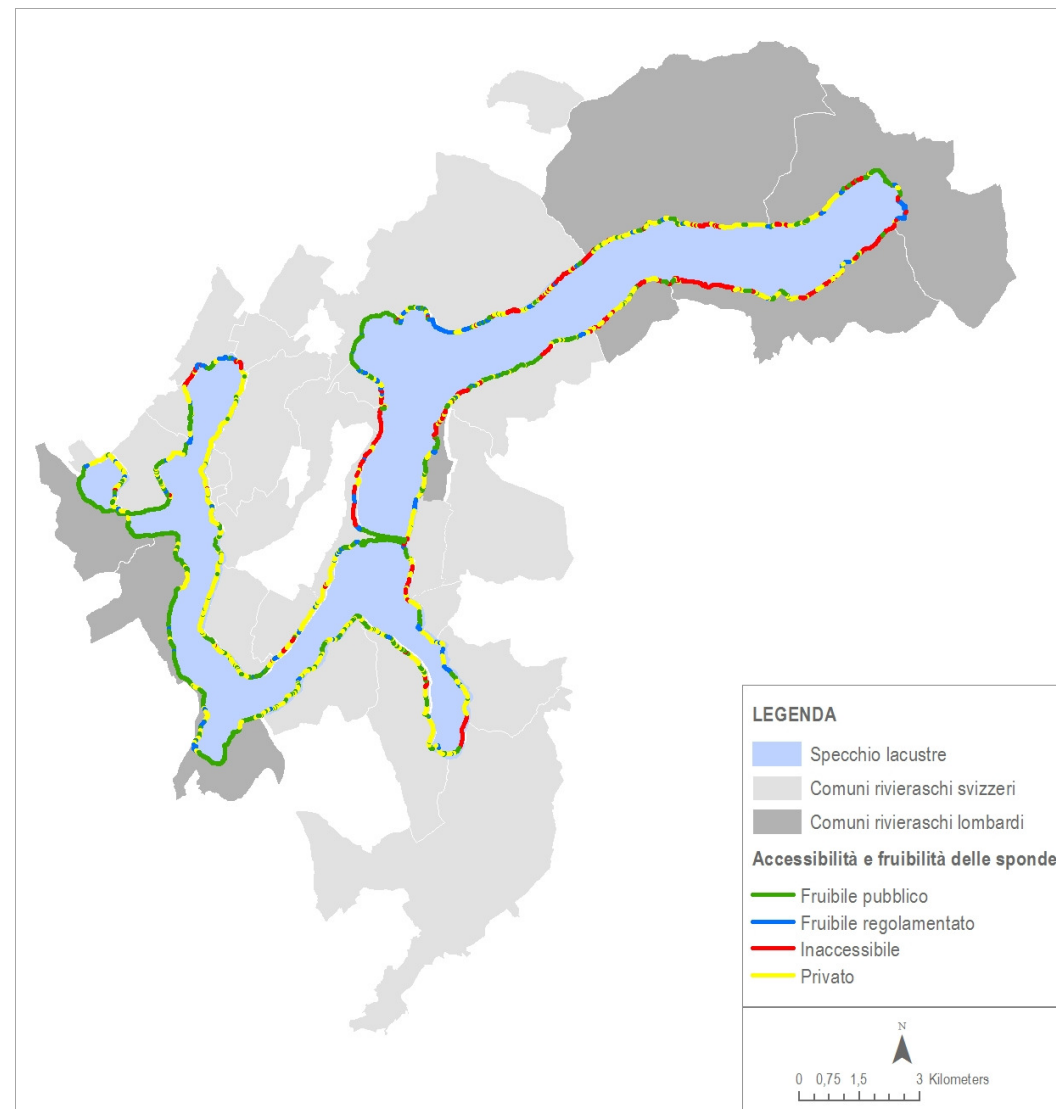 LEGENDA
Specchio lacustre
Comuni rivieraschi svizzeri
Comuni rivieraschi lombardi
Accessibilità e fruibilità delle sponde
Fruibile pubblico
Fruibile regolamentato
Inaccessibile
Privato
N
0 0,75 1,5 3 Kilometers